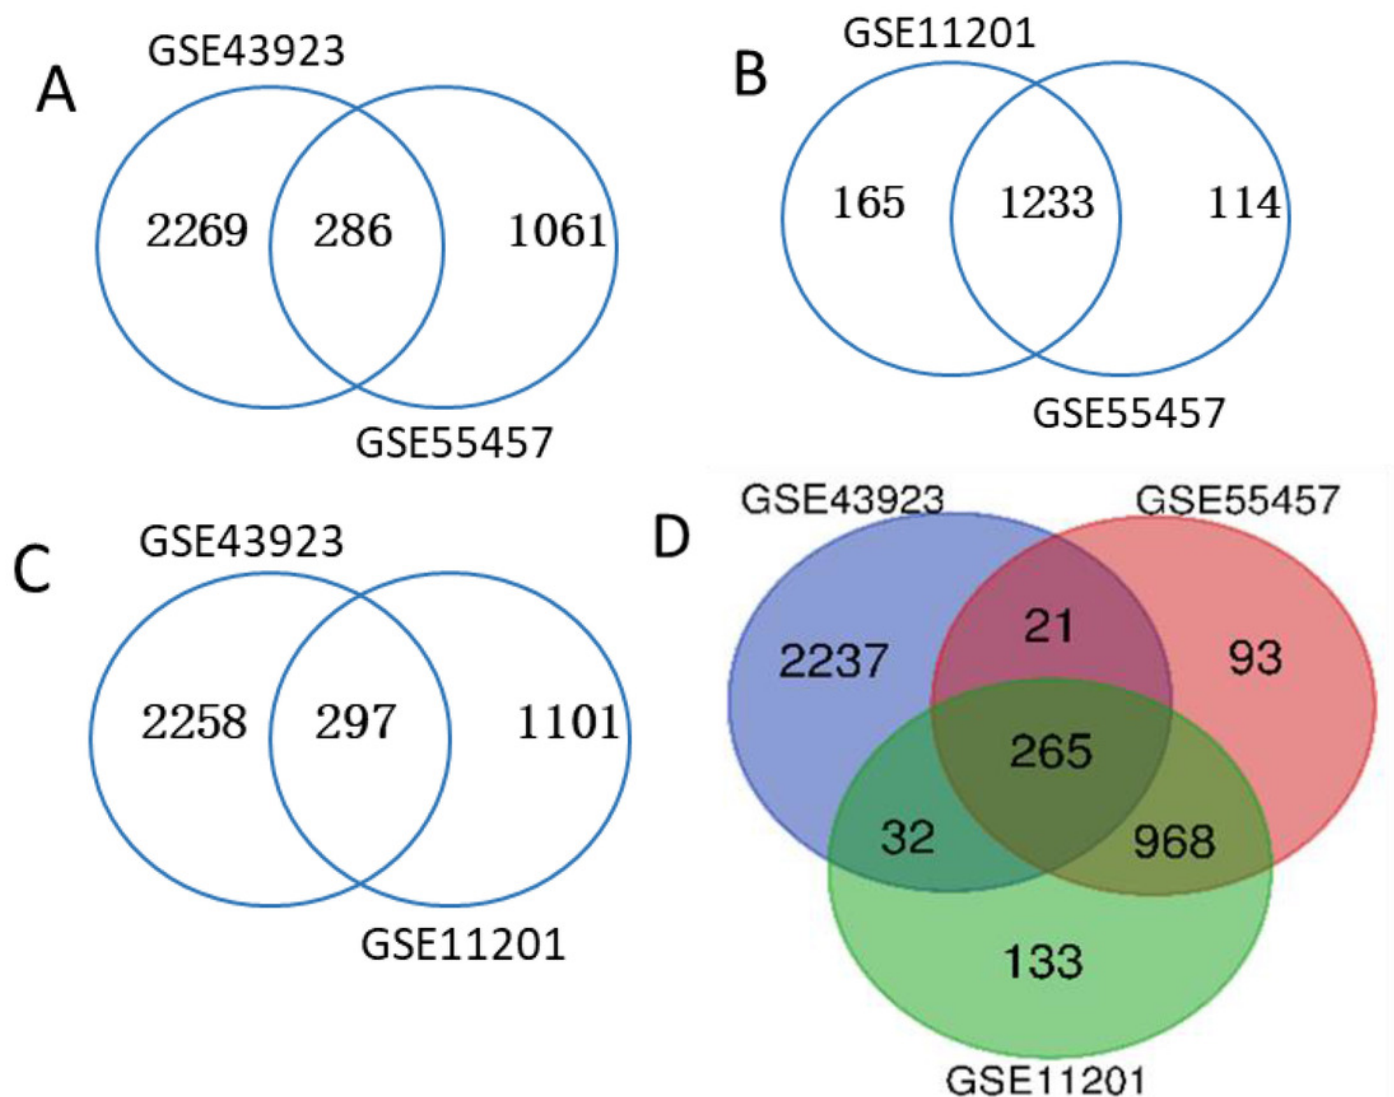 GSE43923
A
2269 286 1061
GSE55457
GSE11201
B
165 1233 114
GSE55457
GSE43923
C
2258 297 1101
GSE11201
GSE43923 GSE55457
D
21
2237 93
265
32 968
133
GSE11201